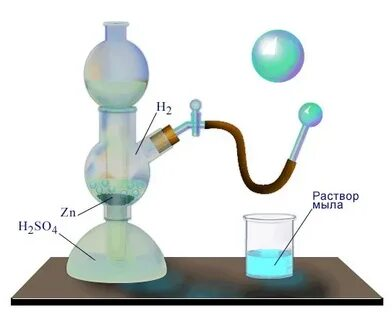 H₂
Zn
H₂SO₄
Раствор
мыла